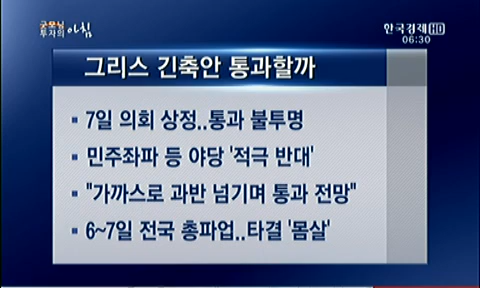 굿모닝
투자의 아침
한국경제HD
06:30
그리스 긴축안 통과할까
▪ 7일 의회 상정..통과 불투명
▪ 민주좌파 등 야당 '적극 반대'
▪ "가까스로 과반 넘기며 통과 전망"
▪ 6~7일 전국 총파업..타결 '몸살'